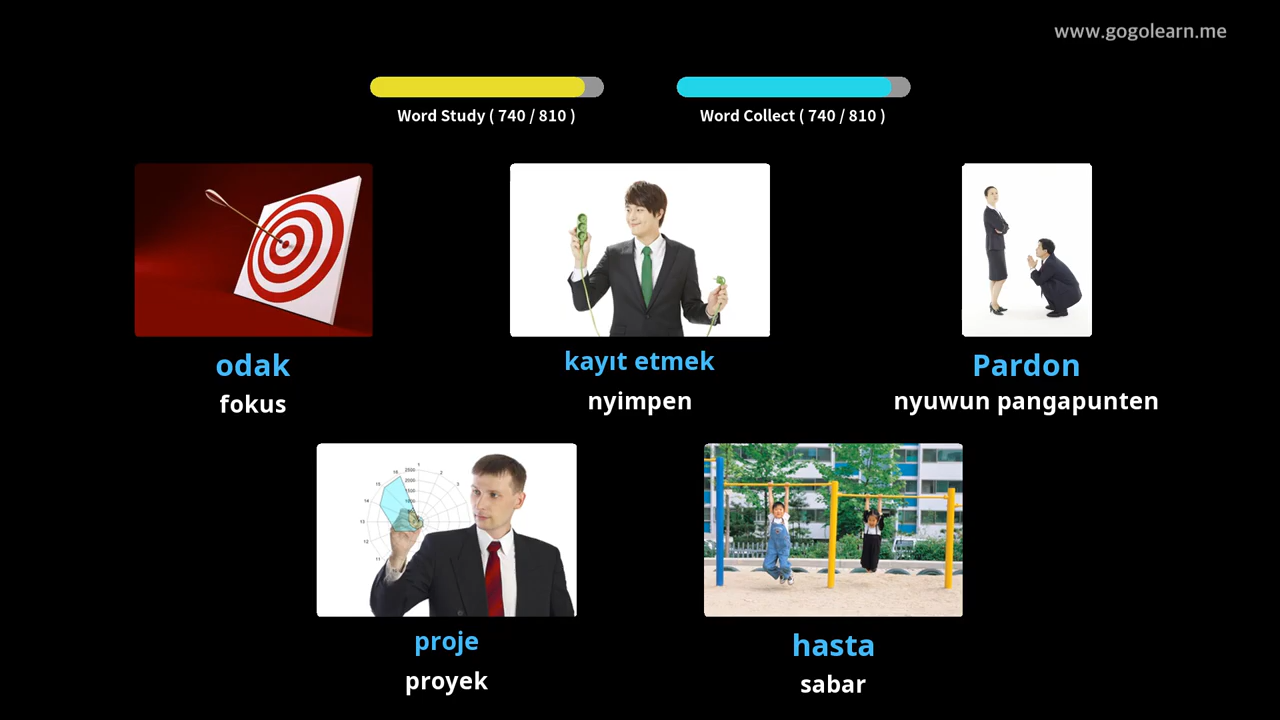 www.gogolearn.me
Word Study ( 740 / 810 )
Word Collect ( 740 / 810 )
odak
fokus
kayıt etmek
nyimpen
Pardon
nyuwun pangapunten
proje
proyek
hasta
sabar